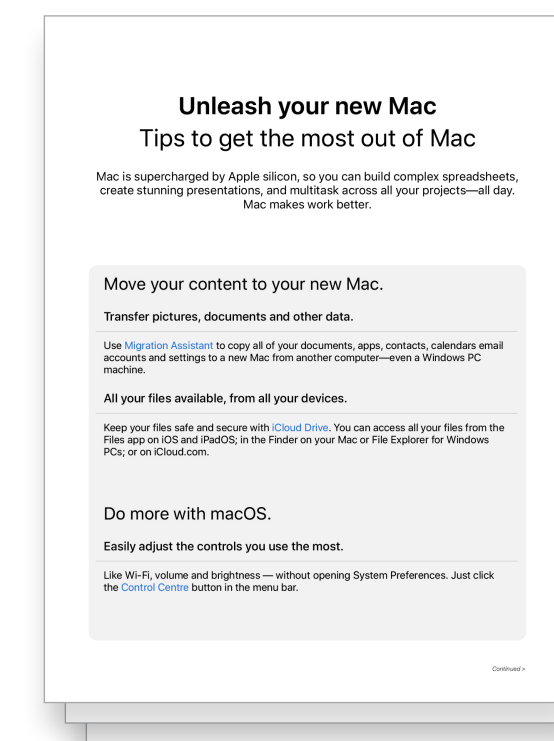 Unleash your new Mac
Tips to get the most out of Mac
Mac is supercharged by Apple silicon, so you can build complex spreadsheets,
create stunning presentations, and multitask across all your projects—all day.
Mac makes work better.
Move your content to your new Mac.
Transfer pictures, documents and other data.
Use Migration Assistant to copy all of your documents, apps, contacts, calendars email
accounts and settings to a new Mac from another computer—even a Windows PC
machine.
All your files available, from all your devices.
Keep your files safe and secure with iCloud Drive. You can access all your files from the
Files app on iOS and iPadOS; in the Finder on your Mac or File Explorer for Windows
PCs; or on iCloud.com.
Do more with macOS.
Easily adjust the controls you use the most.
Like Wi-Fi, volume and brightness — without opening System Preferences. Just click
the Control Centre button in the menu bar.
Continued >